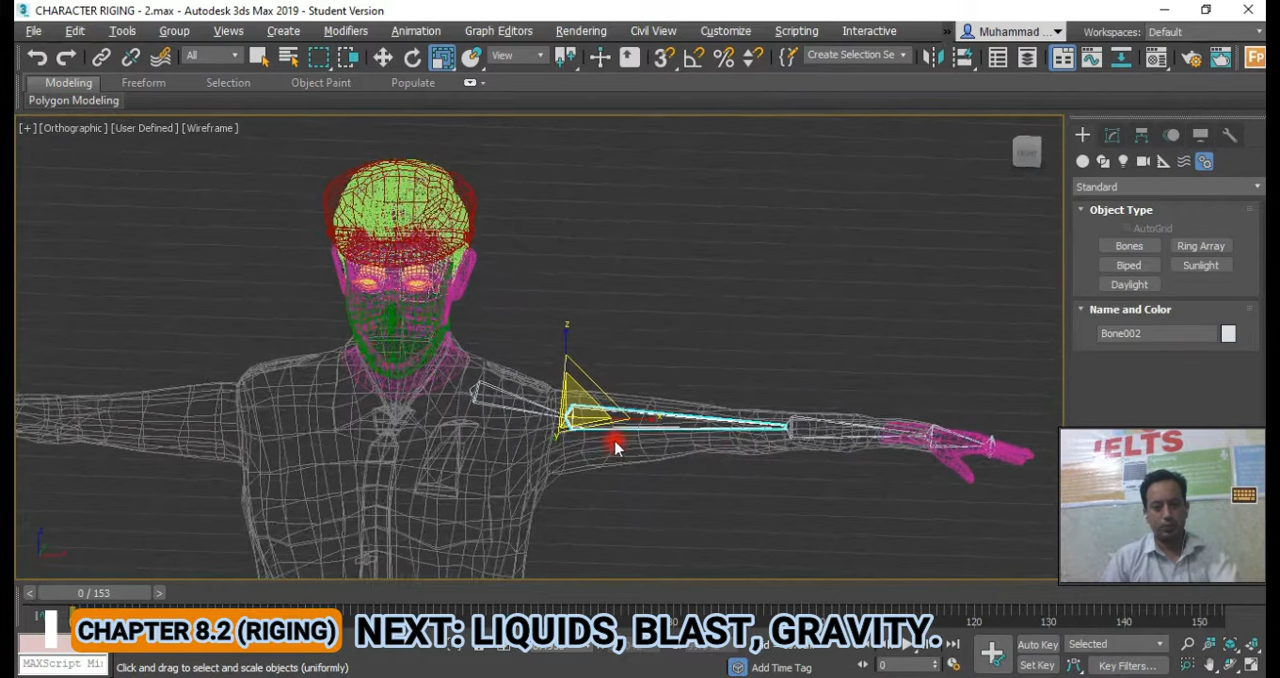 CHARACTER RIGING - 2.max - Autodesk 3ds Max 2019 - Student Version
File Edit Tools Group Views Create Modifiers Animation Graph Editors Rendering Civil View Customize Scripting Interactive Muhammad ... Workspaces: Default
All View Create Selection Se Fp
Modeling Freeform Selection Object Paint Populate
Polygon Modeling
[+] [Orthographic] [User Defined] [Wireframe]
FRONT
Standard
Object Type
AutoGrid
Bones Ring Array
Biped Sunlight
Daylight
Name and Color
Bone002
z
x
y
IELTS
0 / 153
120 130 140 150
CHAPTER 8.2 (RIGING) NEXT: LIQUIDS, BLAST, GRAVITY.
Auto Key Selected
Set Key Key Filters...
0
MAXScript Mi
Click and drag to select and scale objects (uniformly)
Add Time Tag